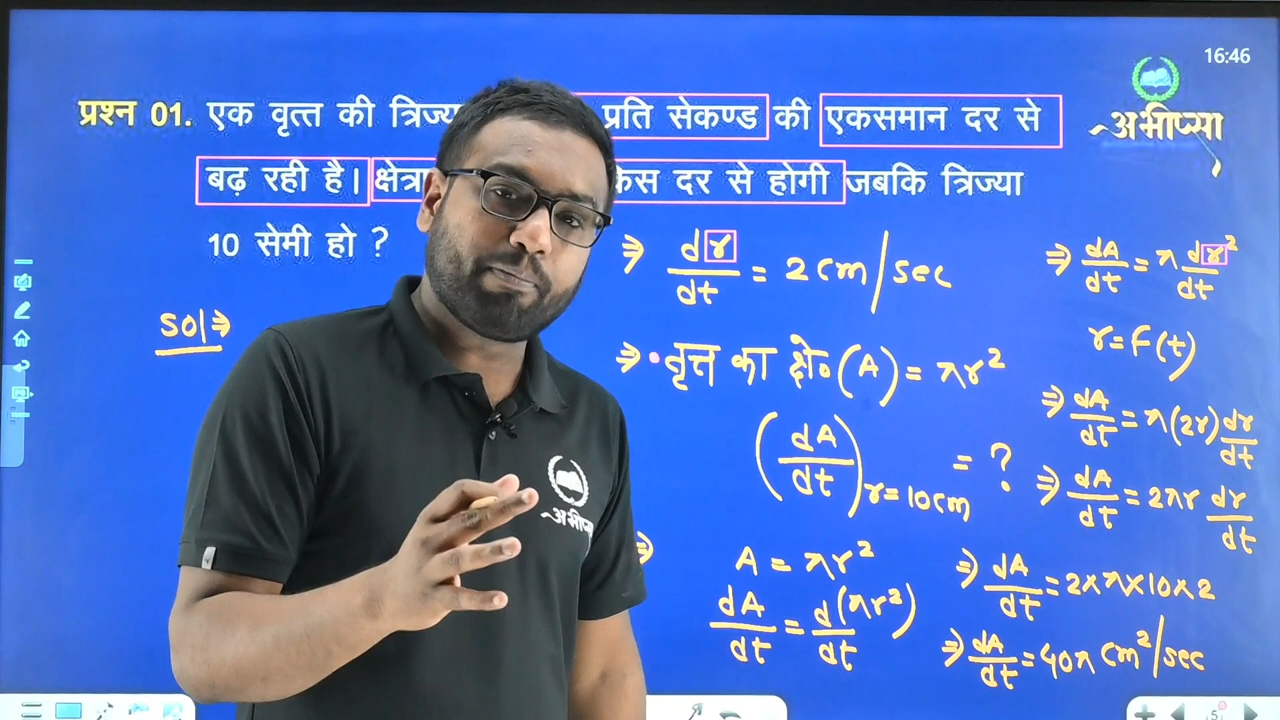 16:46
अभीप्सा
प्रश्न 01. एक वृत्त की प्रति सेकण्ड की एकसमान दर से
बढ़ रही है। दर से होगी जबकि त्रिज्या
10 सेमी हो ?
Sol ⇒
⇒ dr/dt = 2 cm/sec
⇒ वृत्त का क्षे० (A) = πr²
(dA/dt) r=10cm = ?
⇒ A = πr²
dA/dt = d(πr²)/dt
⇒ dA/dt = π dr²/dt
r = F(t)
⇒ dA/dt = π(2r) dr/dt
⇒ dA/dt = 2πr dr/dt
⇒ dA/dt = 2×π×10×2
⇒ dA/dt = 40π cm²/sec
अभीप्सा
5